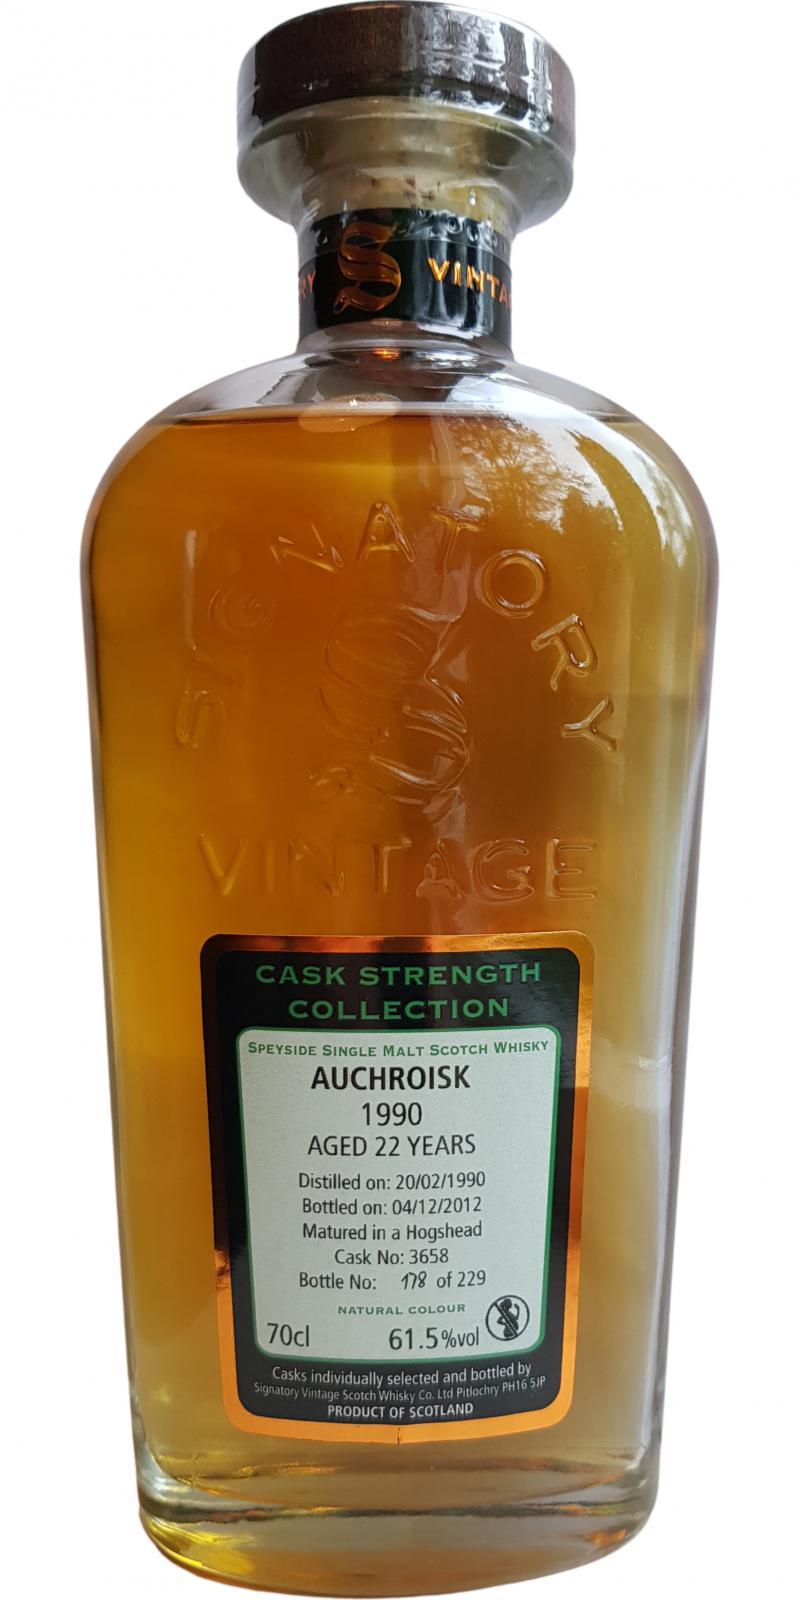 RY S VINTA
SIGNATORY
VINTAGE
CASK STRENGTH
COLLECTION
SPEYSIDE SINGLE MALT SCOTCH WHISKY
AUCHROISK
1990
AGED 22 YEARS
Distilled on: 20/02/1990
Bottled on: 04/12/2012
Matured in a Hogshead
Cask No: 3658
Bottle No: 178 of 229
NATURAL COLOUR
70cl 61.5%vol
Casks individually selected and bottled by
Signatory Vintage Scotch Whisky Co. Ltd Pitlochry PH16 5JP
PRODUCT OF SCOTLAND